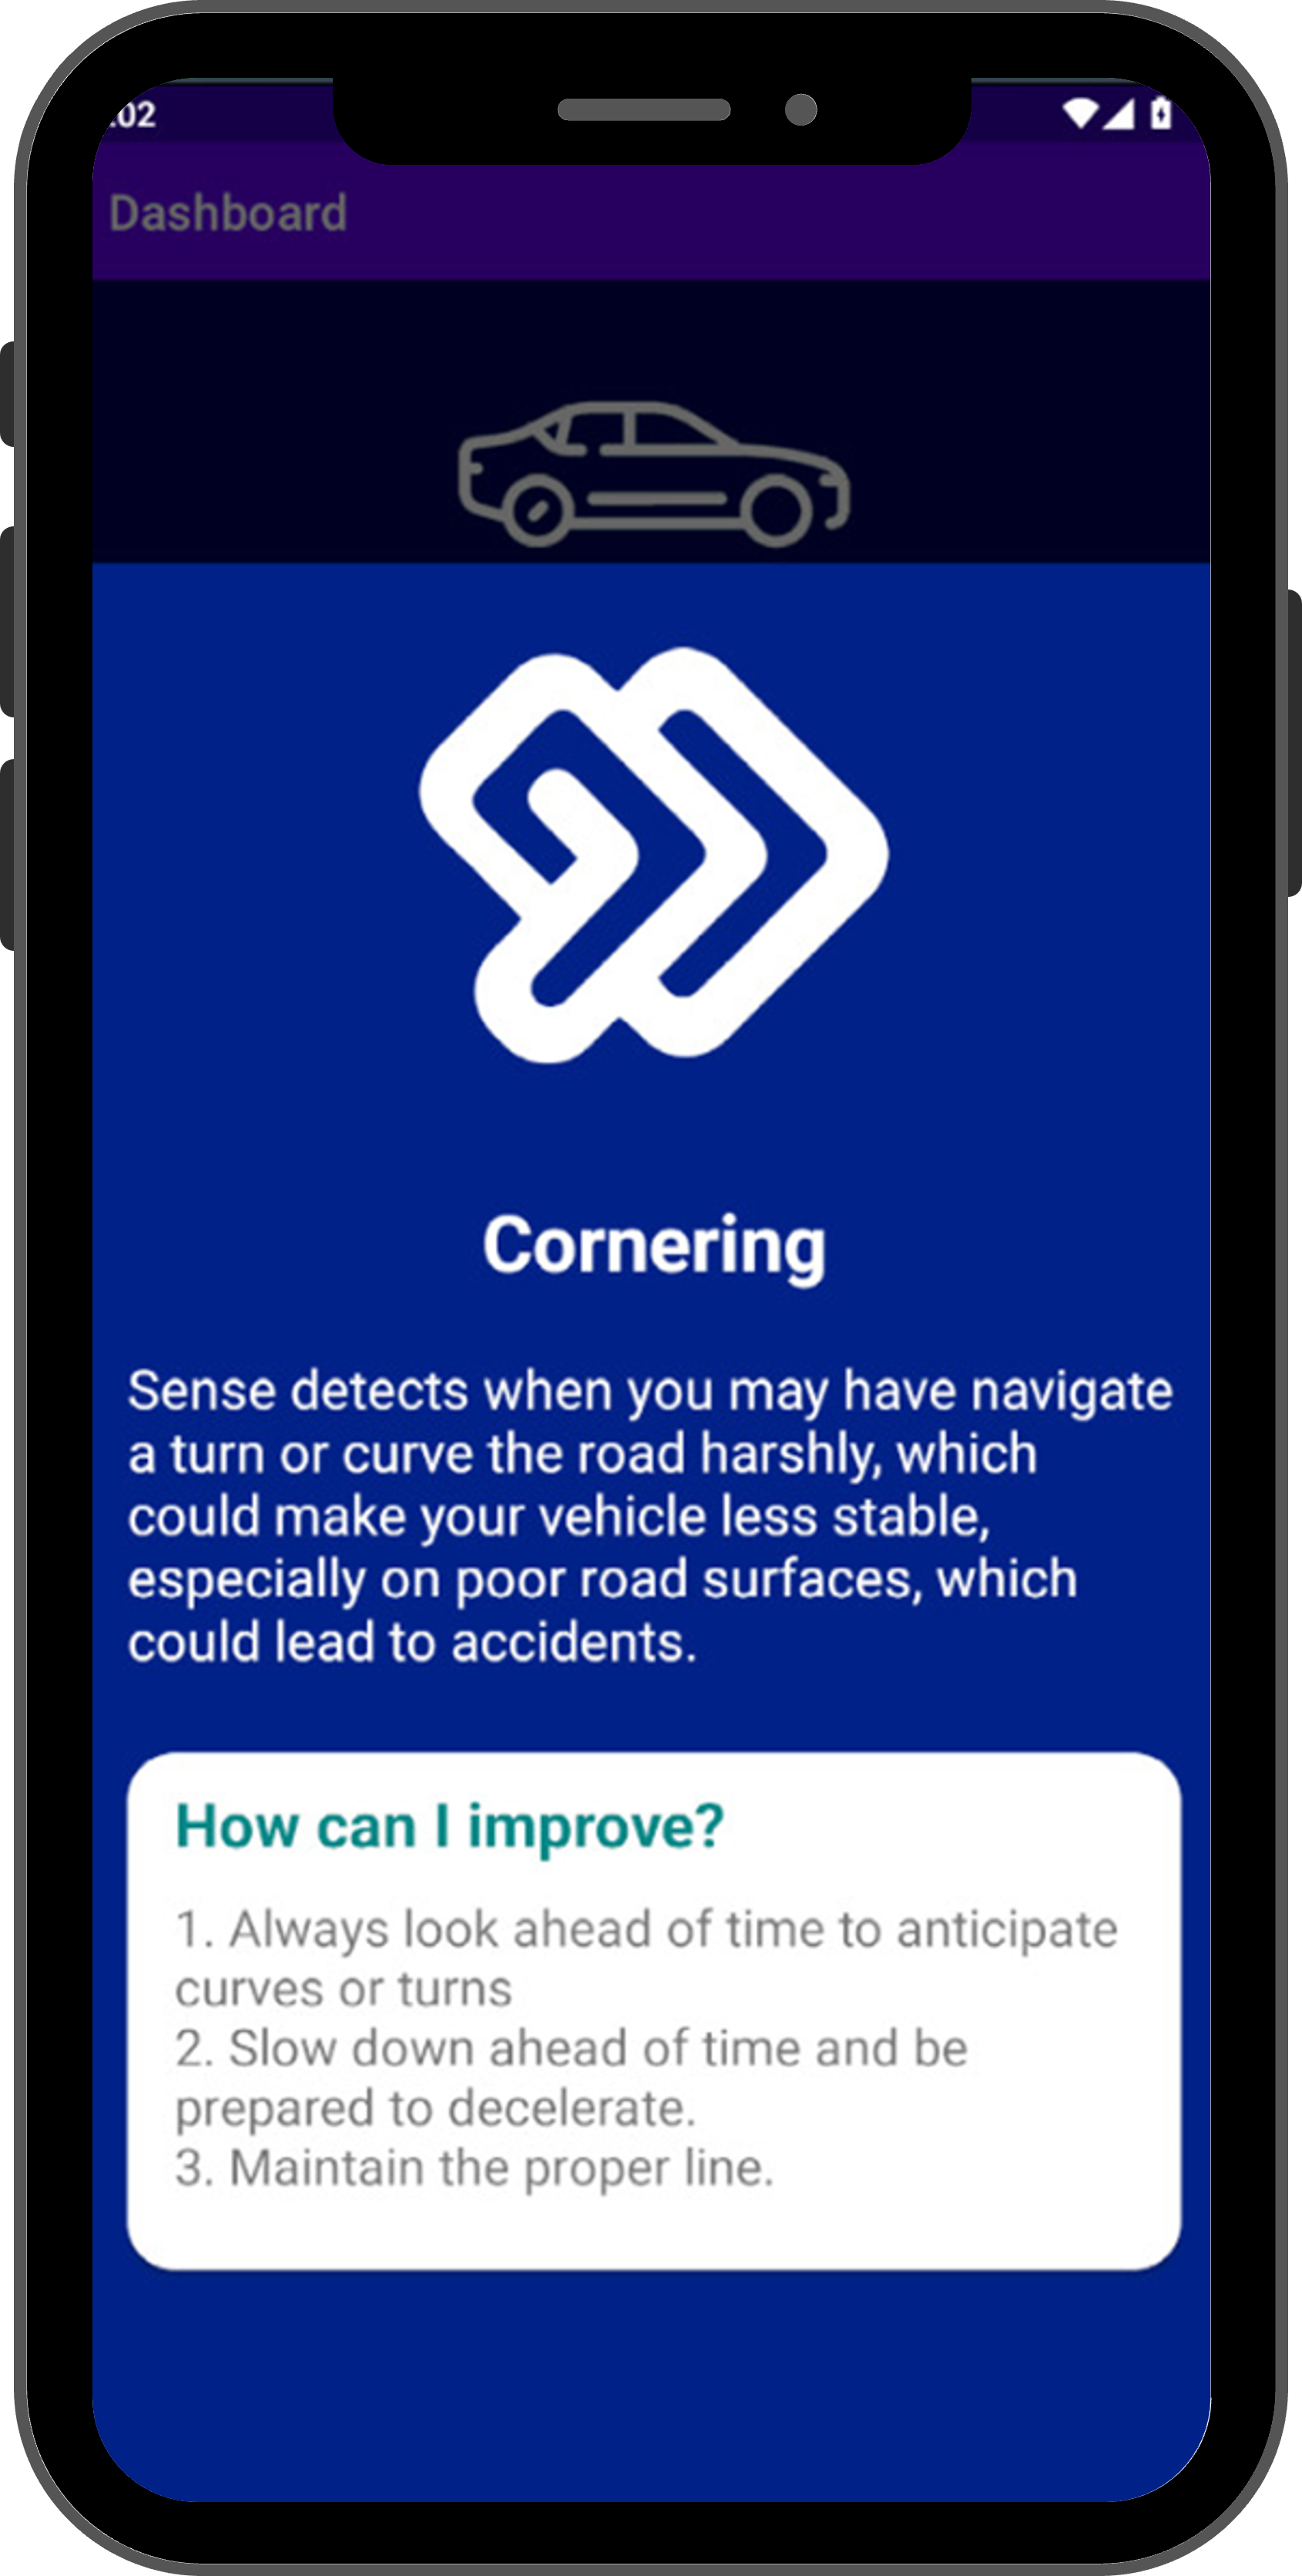 :02
Dashboard
Cornering
Sense detects when you may have navigate
a turn or curve the road harshly, which
could make your vehicle less stable,
especially on poor road surfaces, which
could lead to accidents.
How can I improve?
1. Always look ahead of time to anticipate
curves or turns
2. Slow down ahead of time and be
prepared to decelerate.
3. Maintain the proper line.